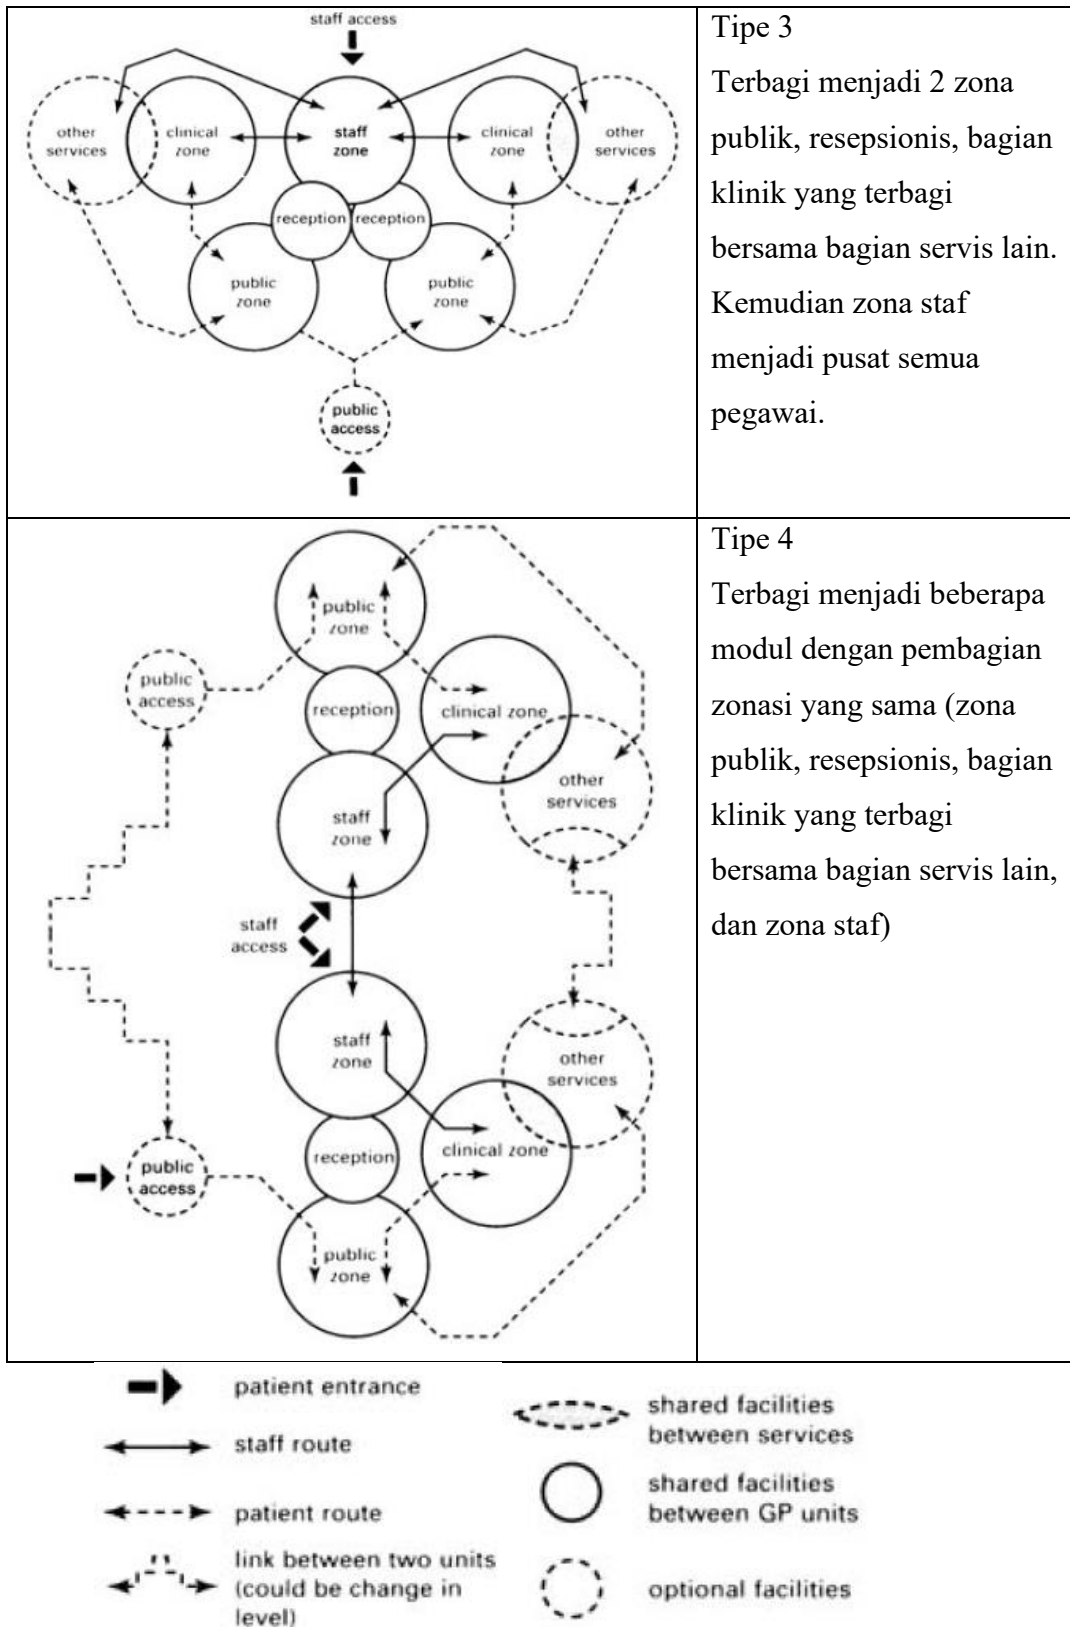 staff access
other
services
clinical
zone
staff
zone
clinical
zone
other
services
reception
reception
public
zone
public
zone
public
access
Tipe 3
Terbagi menjadi 2 zona
publik, resepsionis, bagian
klinik yang terbagi
bersama bagian servis lain.
Kemudian zona staf
menjadi pusat semua
pegawai.
public
zone
public
access
reception
clinical zone
other
services
staff
zone
staff
access
staff
zone
other
services
reception
clinical zone
public
access
public
zone
Tipe 4
Terbagi menjadi beberapa
modul dengan pembagian
zonasi yang sama (zona
publik, resepsionis, bagian
klinik yang terbagi
bersama bagian servis lain,
dan zona staf)
patient entrance
staff route
patient route
link between two units
(could be change in
level)
shared facilities
between services
shared facilities
between GP units
optional facilities